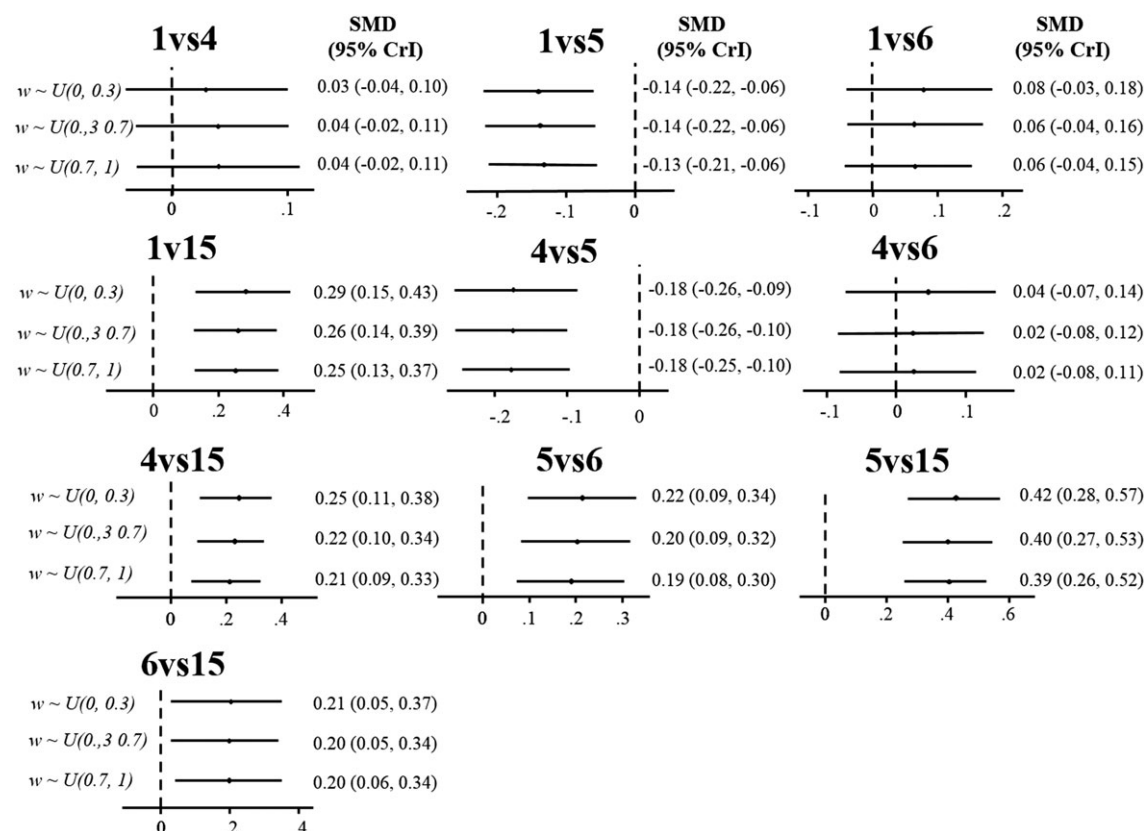 1vs4 SMD (95% CrI) 1vs5 SMD (95% CrI) 1vs6 SMD (95% CrI)
w ~ U(0, 0.3) 0.03 (-0.04, 0.10) -0.14 (-0.22, -0.06) 0.08 (-0.03, 0.18)
w ~ U(0.,3 0.7) 0.04 (-0.02, 0.11) -0.14 (-0.22, -0.06) 0.06 (-0.04, 0.16)
w ~ U(0.7, 1) 0.04 (-0.02, 0.11) -0.13 (-0.21, -0.06) 0.06 (-0.04, 0.15)
0 .1 -0.2 -0.1 0 -0.1 0 0.1 .2
1v15 4vs5 4vs6
w ~ U(0, 0.3) 0.29 (0.15, 0.43) -0.18 (-0.26, -0.09) 0.04 (-0.07, 0.14)
w ~ U(0.,3 0.7) 0.26 (0.14, 0.39) -0.18 (-0.26, -0.10) 0.02 (-0.08, 0.12)
w ~ U(0.7, 1) 0.25 (0.13, 0.37) -0.18 (-0.25, -0.10) 0.02 (-0.08, 0.11)
0 .2 .4 -0.2 -0.1 0 -0.1 0 0.1
4vs15 5vs6 5vs15
w ~ U(0, 0.3) 0.25 (0.11, 0.38) 0.22 (0.09, 0.34) 0.42 (0.28, 0.57)
w ~ U(0.,3 0.7) 0.22 (0.10, 0.34) 0.20 (0.09, 0.32) 0.40 (0.27, 0.53)
w ~ U(0.7, 1) 0.21 (0.09, 0.33) 0.19 (0.08, 0.30) 0.39 (0.26, 0.52)
0 .2 .4 0 .1 .2 .3 0 .2 .4 .6
6vs15
w ~ U(0, 0.3) 0.21 (0.05, 0.37)
w ~ U(0.,3 0.7) 0.20 (0.05, 0.34)
w ~ U(0.7, 1) 0.20 (0.06, 0.34)
0 2 4